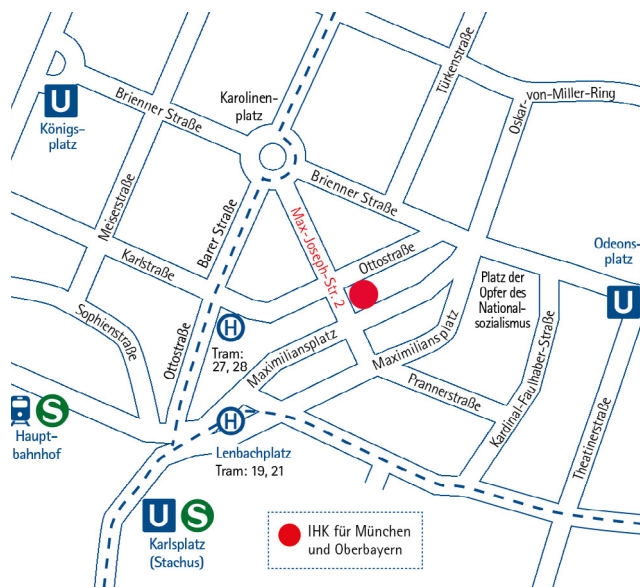 Türkenstraße
Oskar-von-Miller-Ring
Karolinen-
platz
U
Königs-
platz
Brienner Straße
Brienner Straße
Meiserstraße
Barer Straße
Max-Joseph-Str. 2
Ottostraße
Karlstraße
Odeons-
platz
U
Platz der
Opfer des
National-
sozialismus
Sophienstraße
Ottostraße
H
Tram:
27, 28
Maximiliansplatz
Maximiliansplatz
Prannerstraße
Kardinal-Faulhaber-Straße
Theatinerstraße
S
Haupt-
bahnhof
H
Lenbachplatz
Tram: 19, 21
U S
Karlsplatz
(Stachus)
IHK für München
und Oberbayern